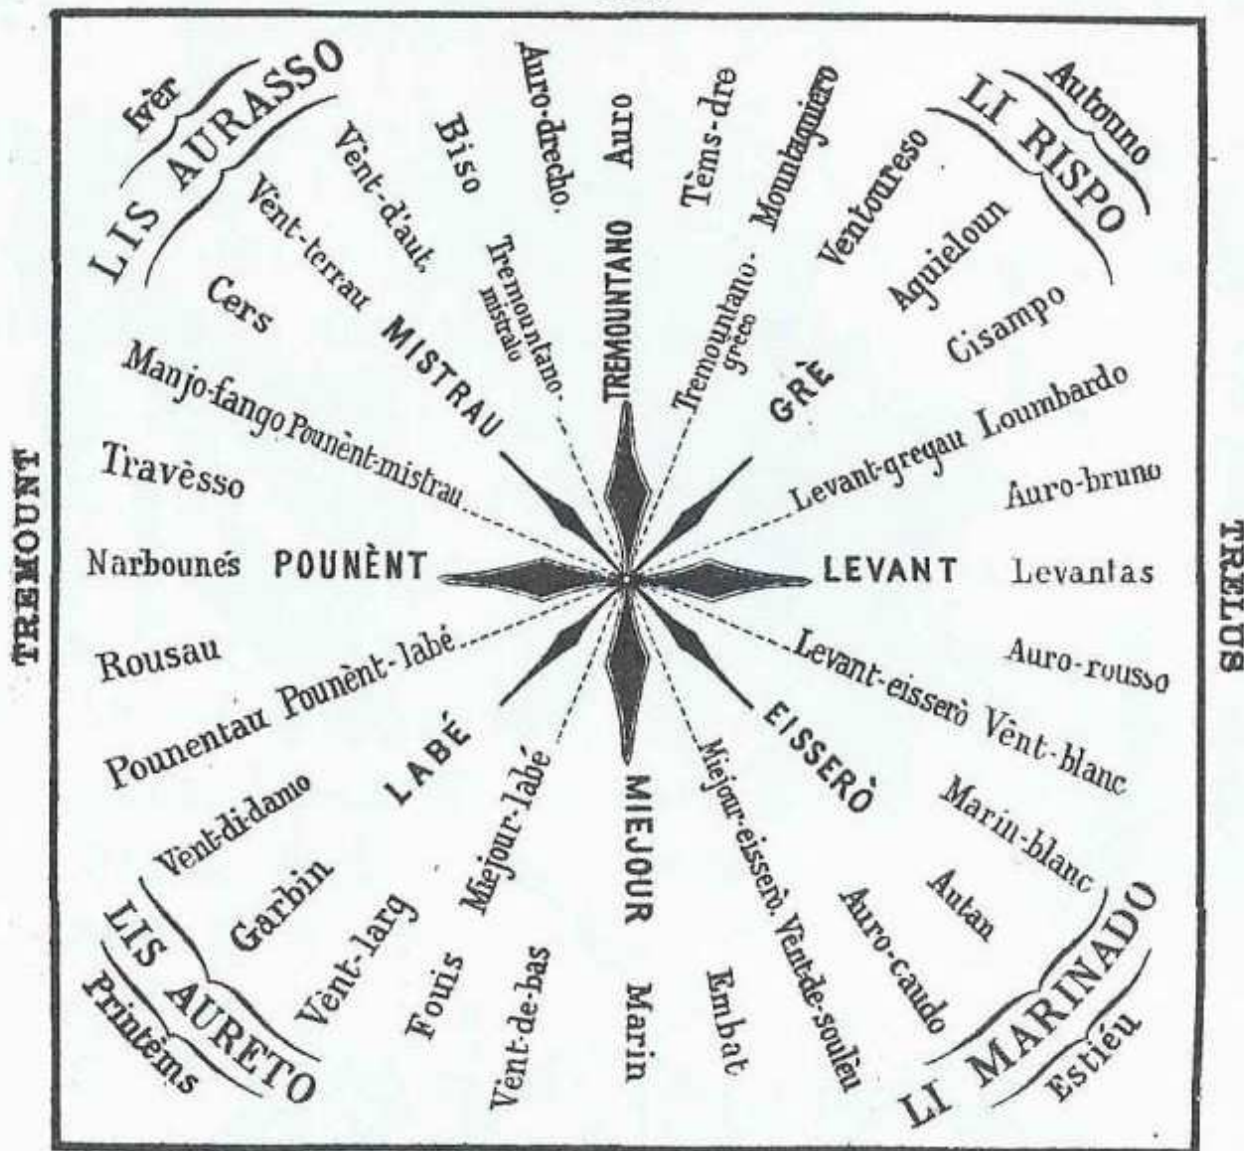 Ivèr
LIS AURASSO
Autouno
LI RISPO
Auro
Tèms-dre
Mountagniero
Ventoureso
Aguieloun
Cisampo
Loumbardo
Auro-bruno
Levantas
Auro-rousso
Vènt-blanc
Marin-blanc
Autan
Auro-caudo
Vènt-de-soulèu
Embat
Marin
Vènt-de-bas
Fouis
Vènt-larg
Garbin
Vènt-di-damo
Pounentau
Rousau
Narbounés
Travèsso
Manjo-fango
Cers
Vènt-terrau
Vènt-d'aut.
Biso
Auro-drecho.
TREMOUNTANO
Tremountano-
grèco
GRÈ
Levant-gregau
LEVANT
Levant-eisserò
EISSERÒ
Miejour-eisserò.
MIEJOUR
Miejour-labé
LABÉ
Pounènt-labé
POUNÈNT
Pounènt-mistrau.
MISTRAU
Tremountano-
mistralo
TREMOUNT
TRELUS
LIS AURETO
Printèms
LI MARINADO
Estiéu